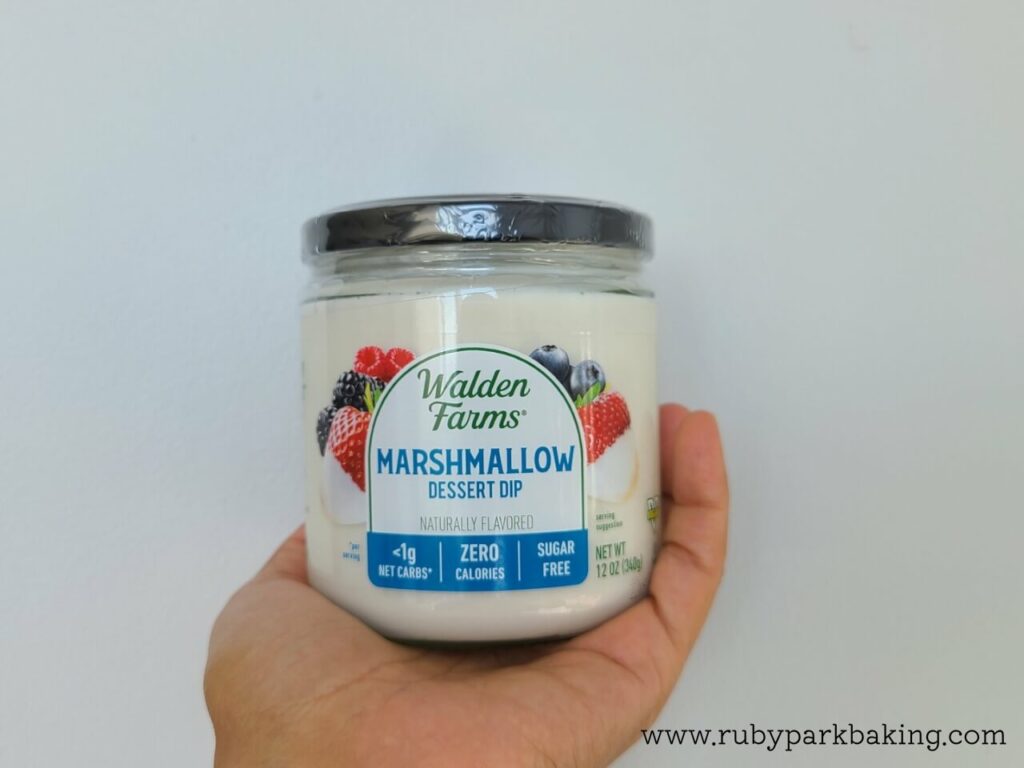 Walden
Farms®
MARSHMALLOW
DESSERT DIP
NATURALLY FLAVORED
*per
serving
<1g
NET CARBS*
ZERO
CALORIES
SUGAR
FREE
serving
suggestion
NET WT
12 OZ (340g)
www.rubyparkbaking.com